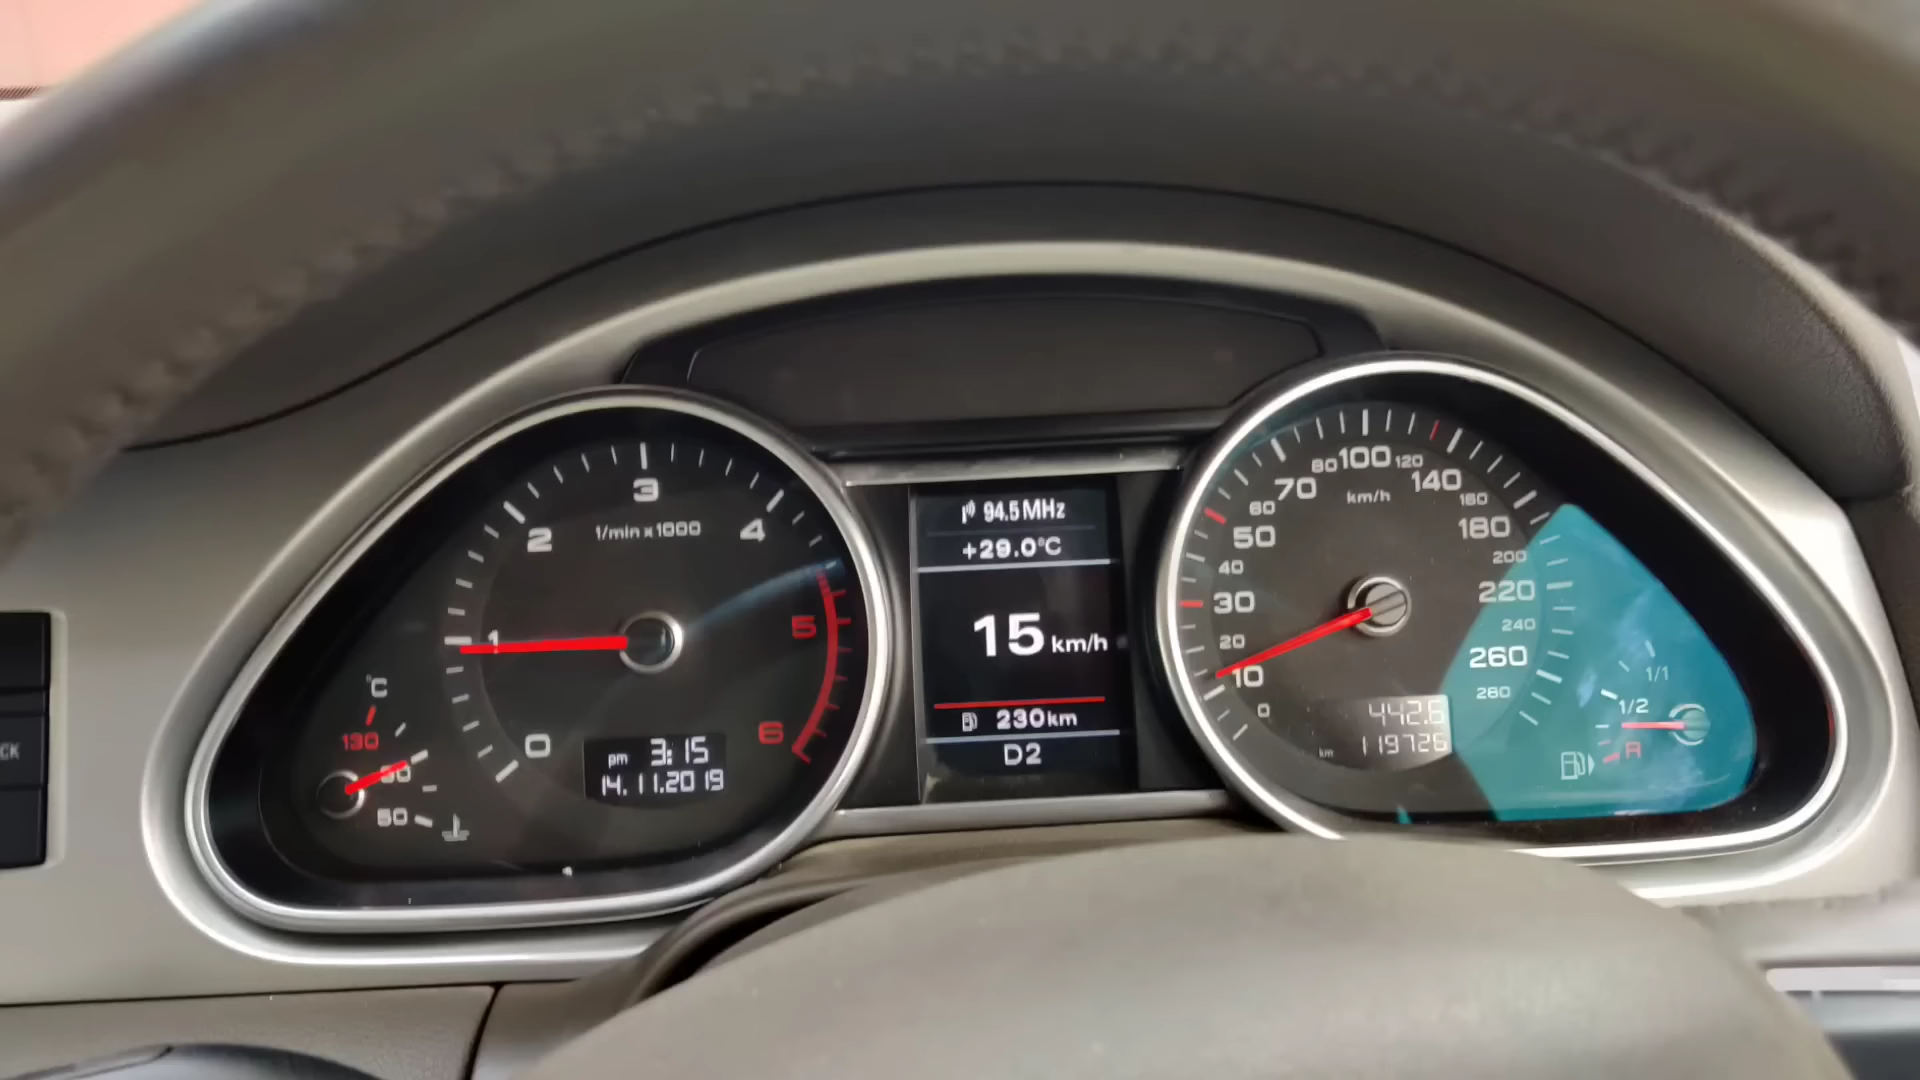 94.5 MHz
+29.0°C
15 km/h
230km
D2
0
1
2
3
4
5
6
1/min x 1000
pm 3:15
14.11.2019
°C
130
90
50
0
10
20
30
40
50
60
70
80
100
120
140
160
180
200
220
240
260
280
km/h
442.6
km 119726
1/1
1/2
R
CK